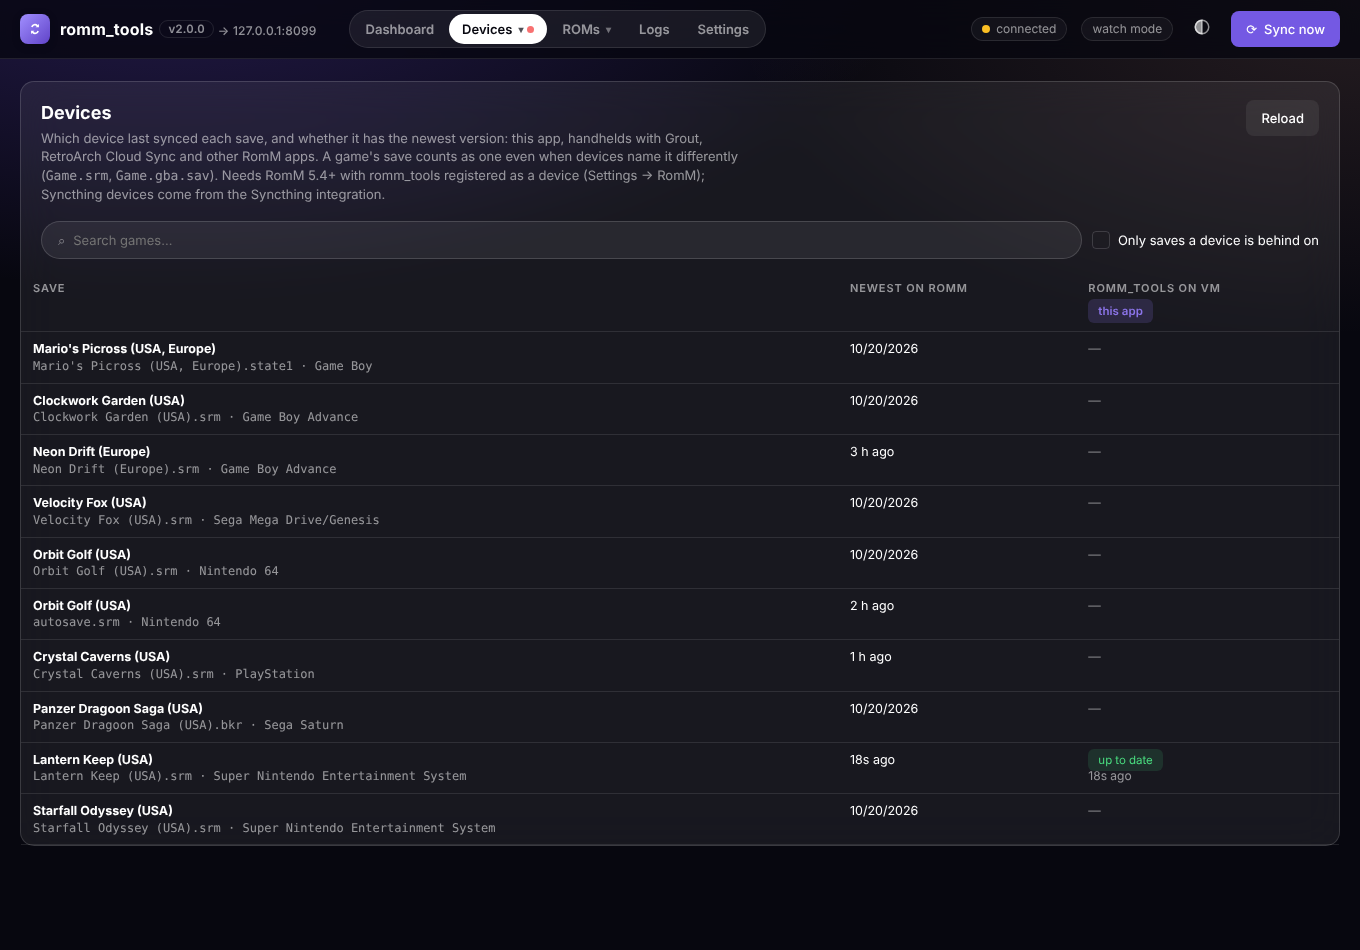 romm_tools v2.0.0 → 127.0.0.1:8099
Dashboard
Devices ▾
ROMs ▾
Logs
Settings
connected
watch mode
⟳ Sync now
Devices
Reload
Which device last synced each save, and whether it has the newest version: this app, handhelds with Grout,
RetroArch Cloud Sync and other RomM apps. A game's save counts as one even when devices name it differently
(Game.srm, Game.gba.sav). Needs RomM 5.4+ with romm_tools registered as a device (Settings → RomM);
Syncthing devices come from the Syncthing integration.
Search games...
Only saves a device is behind on
SAVE
NEWEST ON ROMM
ROMM_TOOLS ON VM
this app
Mario's Picross (USA, Europe)
10/20/2026
—
Mario's Picross (USA, Europe).state1 · Game Boy
Clockwork Garden (USA)
10/20/2026
—
Clockwork Garden (USA).srm · Game Boy Advance
Neon Drift (Europe)
3 h ago
—
Neon Drift (Europe).srm · Game Boy Advance
Velocity Fox (USA)
10/20/2026
—
Velocity Fox (USA).srm · Sega Mega Drive/Genesis
Orbit Golf (USA)
10/20/2026
—
Orbit Golf (USA).srm · Nintendo 64
Orbit Golf (USA)
2 h ago
—
autosave.srm · Nintendo 64
Crystal Caverns (USA)
1 h ago
—
Crystal Caverns (USA).srm · PlayStation
Panzer Dragoon Saga (USA)
10/20/2026
—
Panzer Dragoon Saga (USA).bkr · Sega Saturn
Lantern Keep (USA)
18s ago
up to date
Lantern Keep (USA).srm · Super Nintendo Entertainment System
18s ago
Starfall Odyssey (USA)
10/20/2026
—
Starfall Odyssey (USA).srm · Super Nintendo Entertainment System